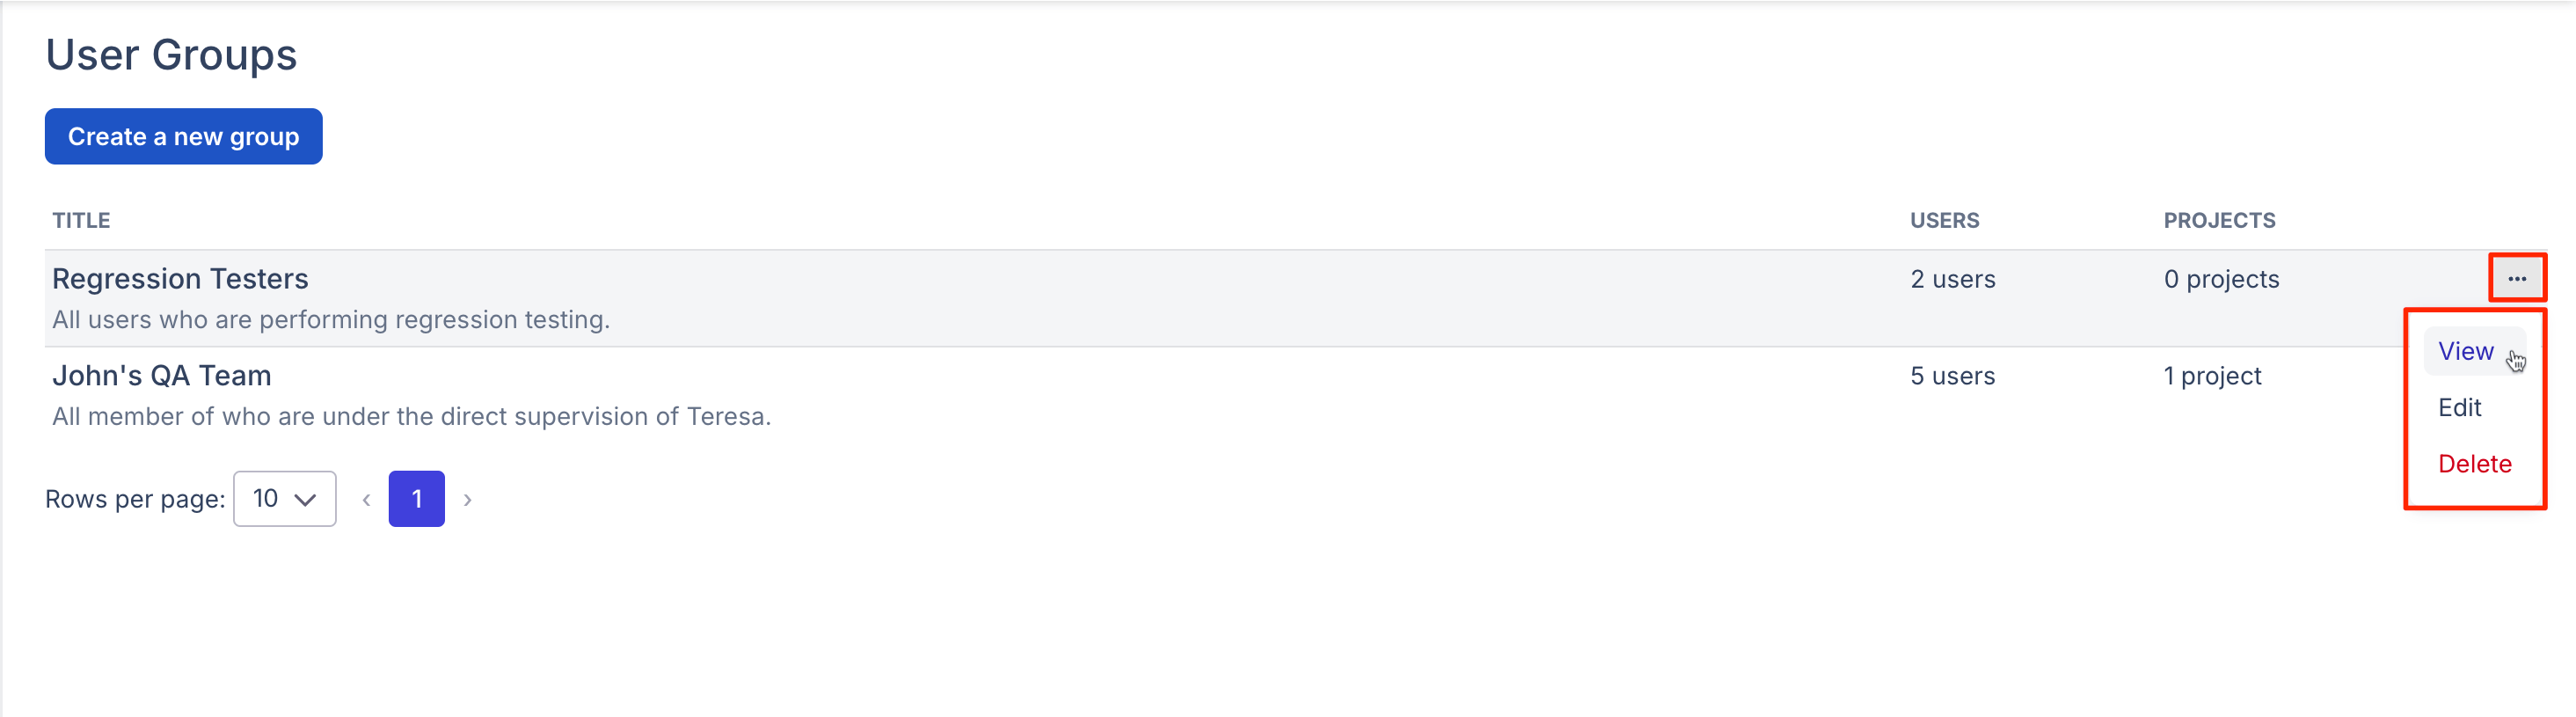 User Groups
Create a new group
TITLE USERS PROJECTS
Regression Testers 2 users 0 projects ···
All users who are performing regression testing.
View
John's QA Team 5 users 1 project
Edit
All member of who are under the direct supervision of Teresa.
Delete
Rows per page: 10 ‹ 1 ›